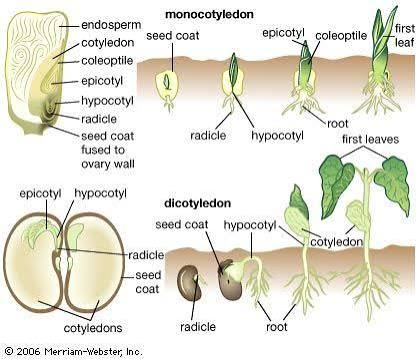 endosperm
cotyledon
coleoptile
epicotyl
hypocotyl
radicle
seed coat
fused to
ovary wall
monocotyledon
seed coat
epicotyl
coleoptile
first
leaf
radicle
hypocotyl
root
epicotyl
hypocotyl
radicle
seed
coat
cotyledons
dicotyledon
first leaves
seed coat
hypocotyl
cotyledon
radicle
root
© 2006 Merriam-Webster, Inc.